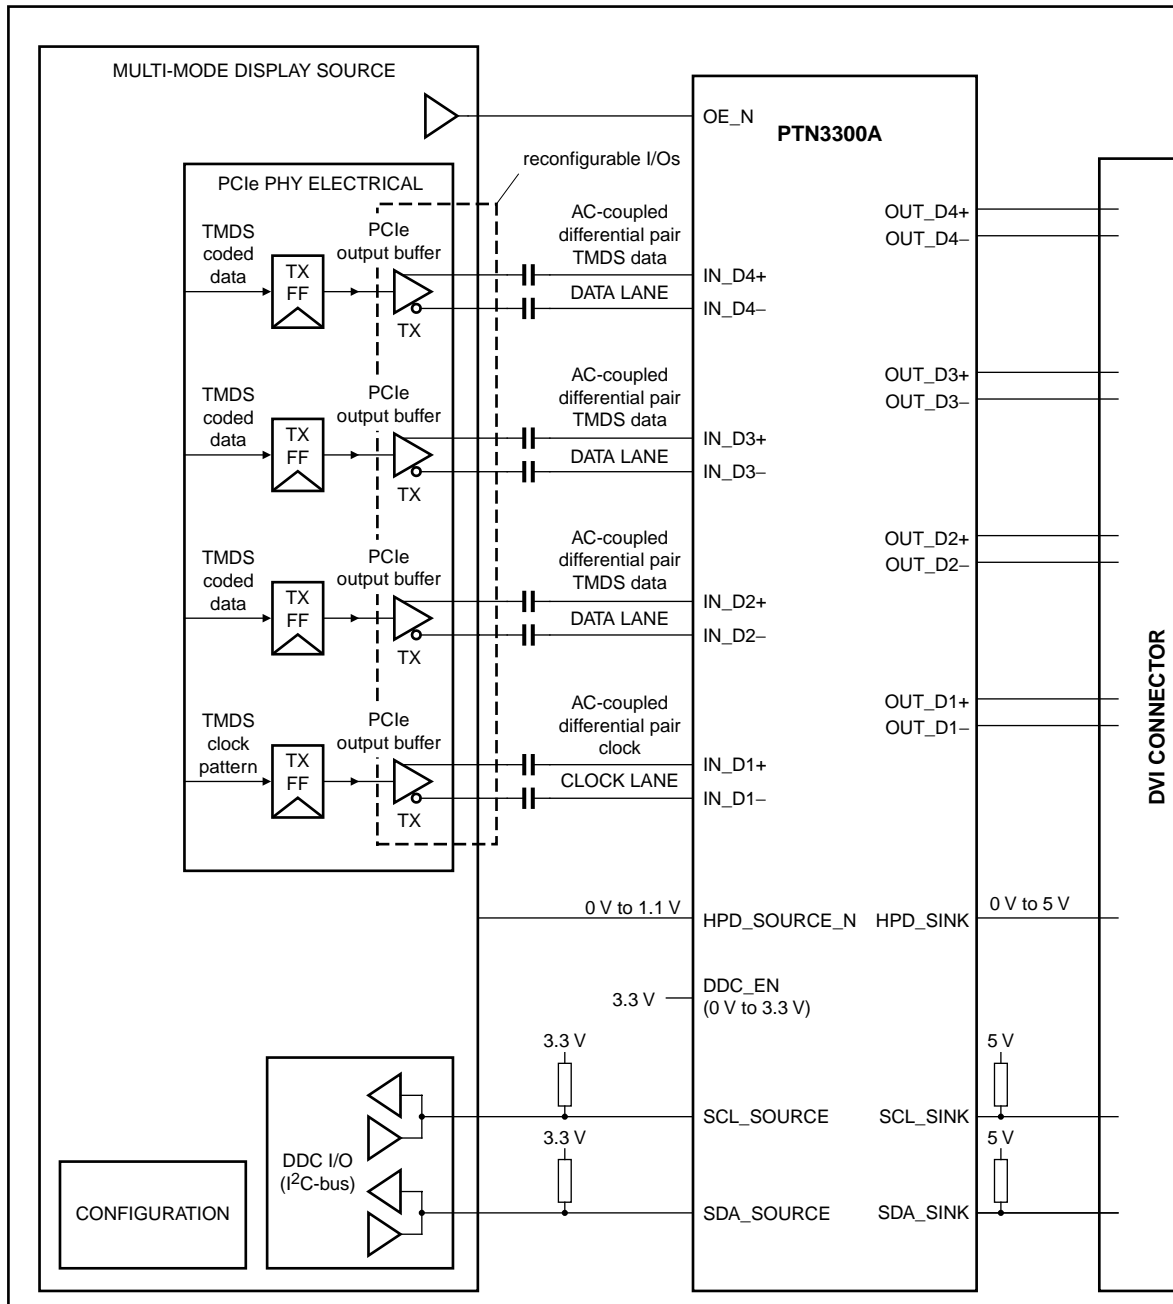 MULTI-MODE DISPLAY SOURCE
OE_N
PTN3300A
reconfigurable I/Os
PCIe PHY ELECTRICAL
TMDS
coded
data
TX
FF
PCIe
output buffer
TX
AC-coupled
differential pair
TMDS data
DATA LANE
IN_D4+
IN_D4−
OUT_D4+
OUT_D4−
TMDS
coded
data
TX
FF
PCIe
output buffer
TX
AC-coupled
differential pair
TMDS data
DATA LANE
IN_D3+
IN_D3−
OUT_D3+
OUT_D3−
TMDS
coded
data
TX
FF
PCIe
output buffer
TX
AC-coupled
differential pair
TMDS data
DATA LANE
IN_D2+
IN_D2−
OUT_D2+
OUT_D2−
TMDS
clock
pattern
TX
FF
PCIe
output buffer
TX
AC-coupled
differential pair
clock
CLOCK LANE
IN_D1+
IN_D1−
OUT_D1+
OUT_D1−
DVI CONNECTOR
0 V to 1.1 V
HPD_SOURCE_N
HPD_SINK
0 V to 5 V
3.3 V
DDC_EN
(0 V to 3.3 V)
3.3 V
5 V
SCL_SOURCE
SCL_SINK
3.3 V
5 V
DDC I/O
(I²C-bus)
SDA_SOURCE
SDA_SINK
CONFIGURATION